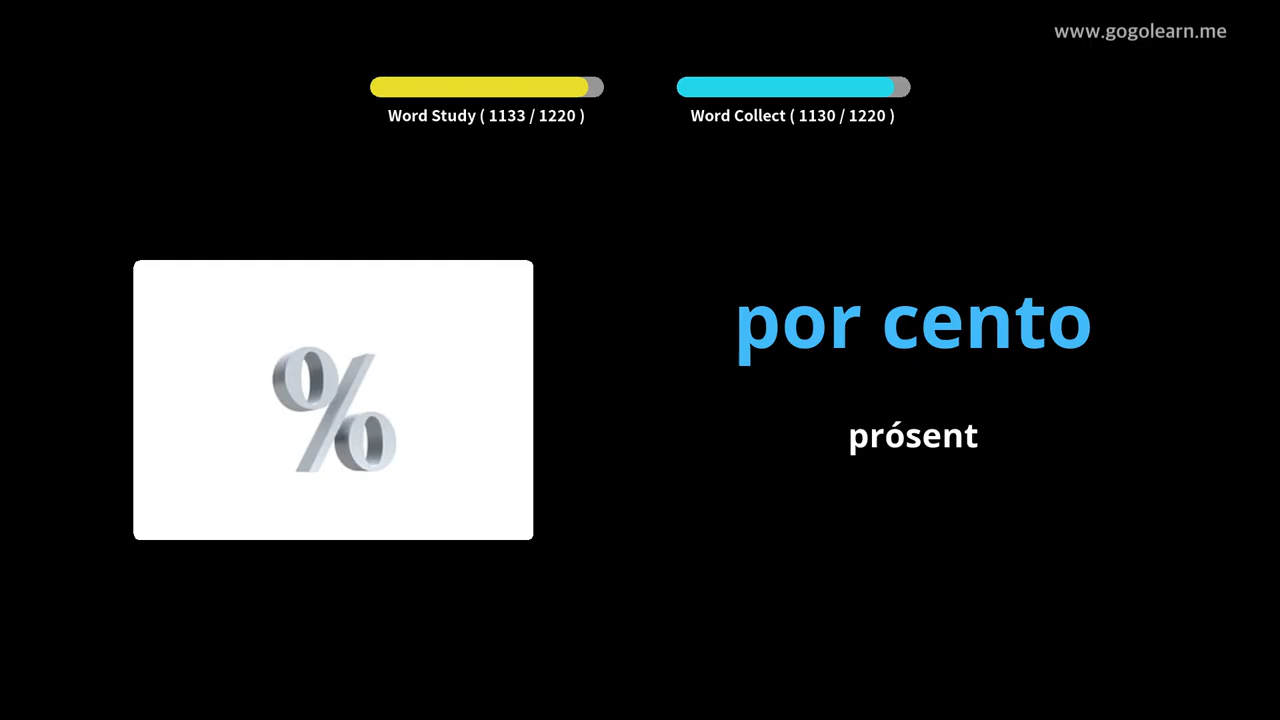 www.gogolearn.me
Word Study ( 1133 / 1220 )
Word Collect ( 1130 / 1220 )
%
por cento
prósent